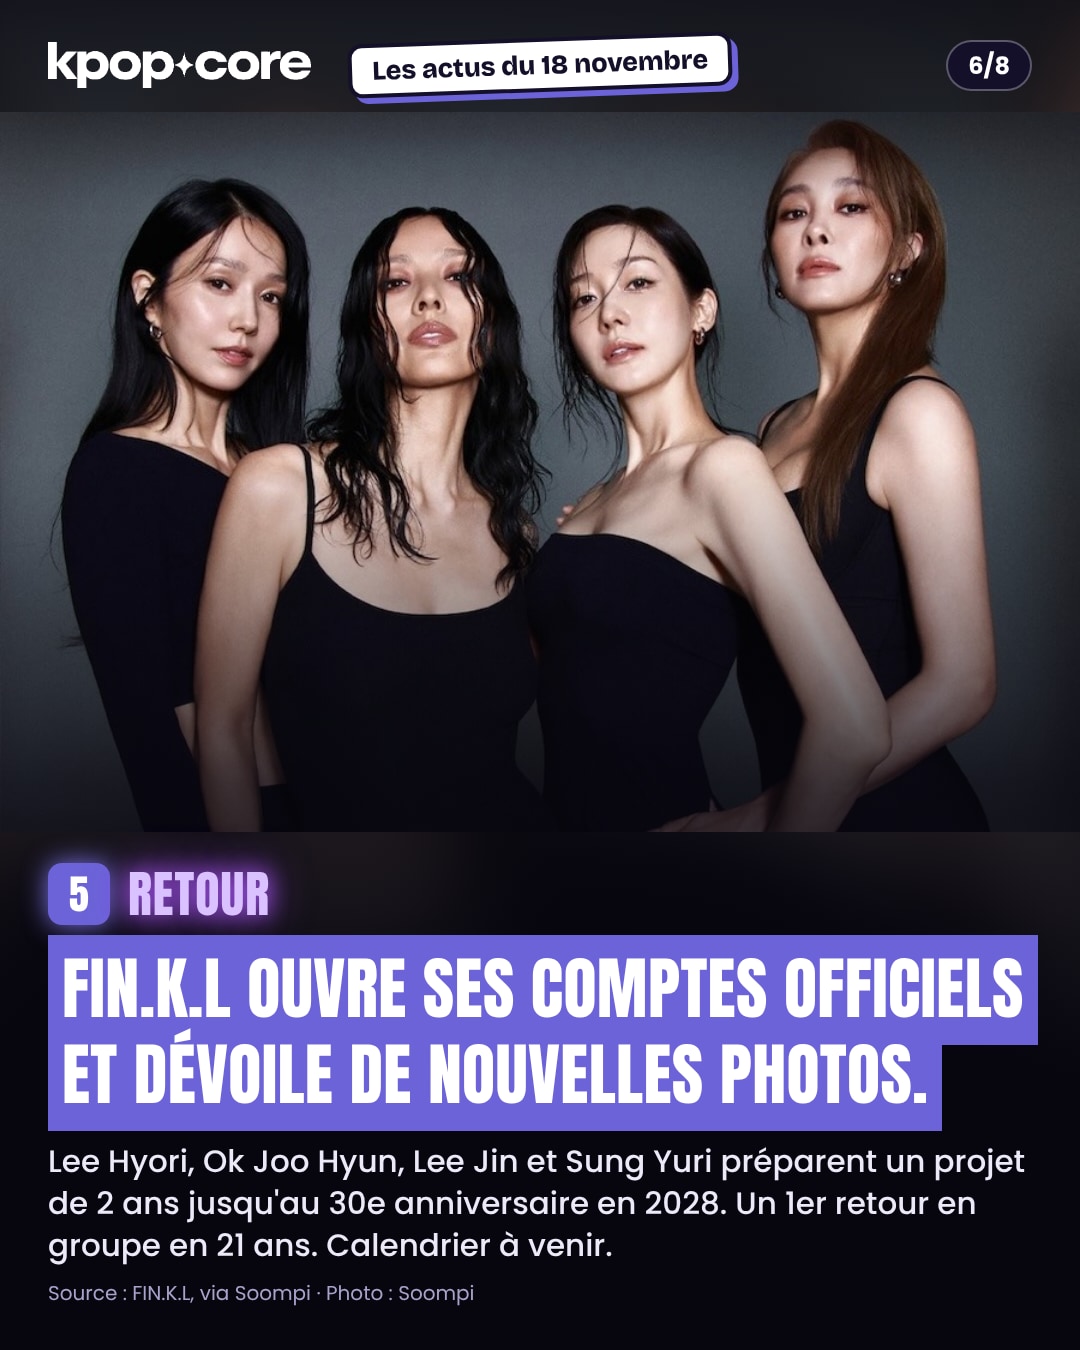 kpop✦core
Les actus du 18 novembre
6/8
5 RETOUR
FIN.K.L OUVRE SES COMPTES OFFICIELS
ET DÉVOILE DE NOUVELLES PHOTOS.
Lee Hyori, Ok Joo Hyun, Lee Jin et Sung Yuri préparent un projet
de 2 ans jusqu'au 30e anniversaire en 2028. Un 1er retour en
groupe en 21 ans. Calendrier à venir.
Source : FIN.K.L, via Soompi · Photo : Soompi